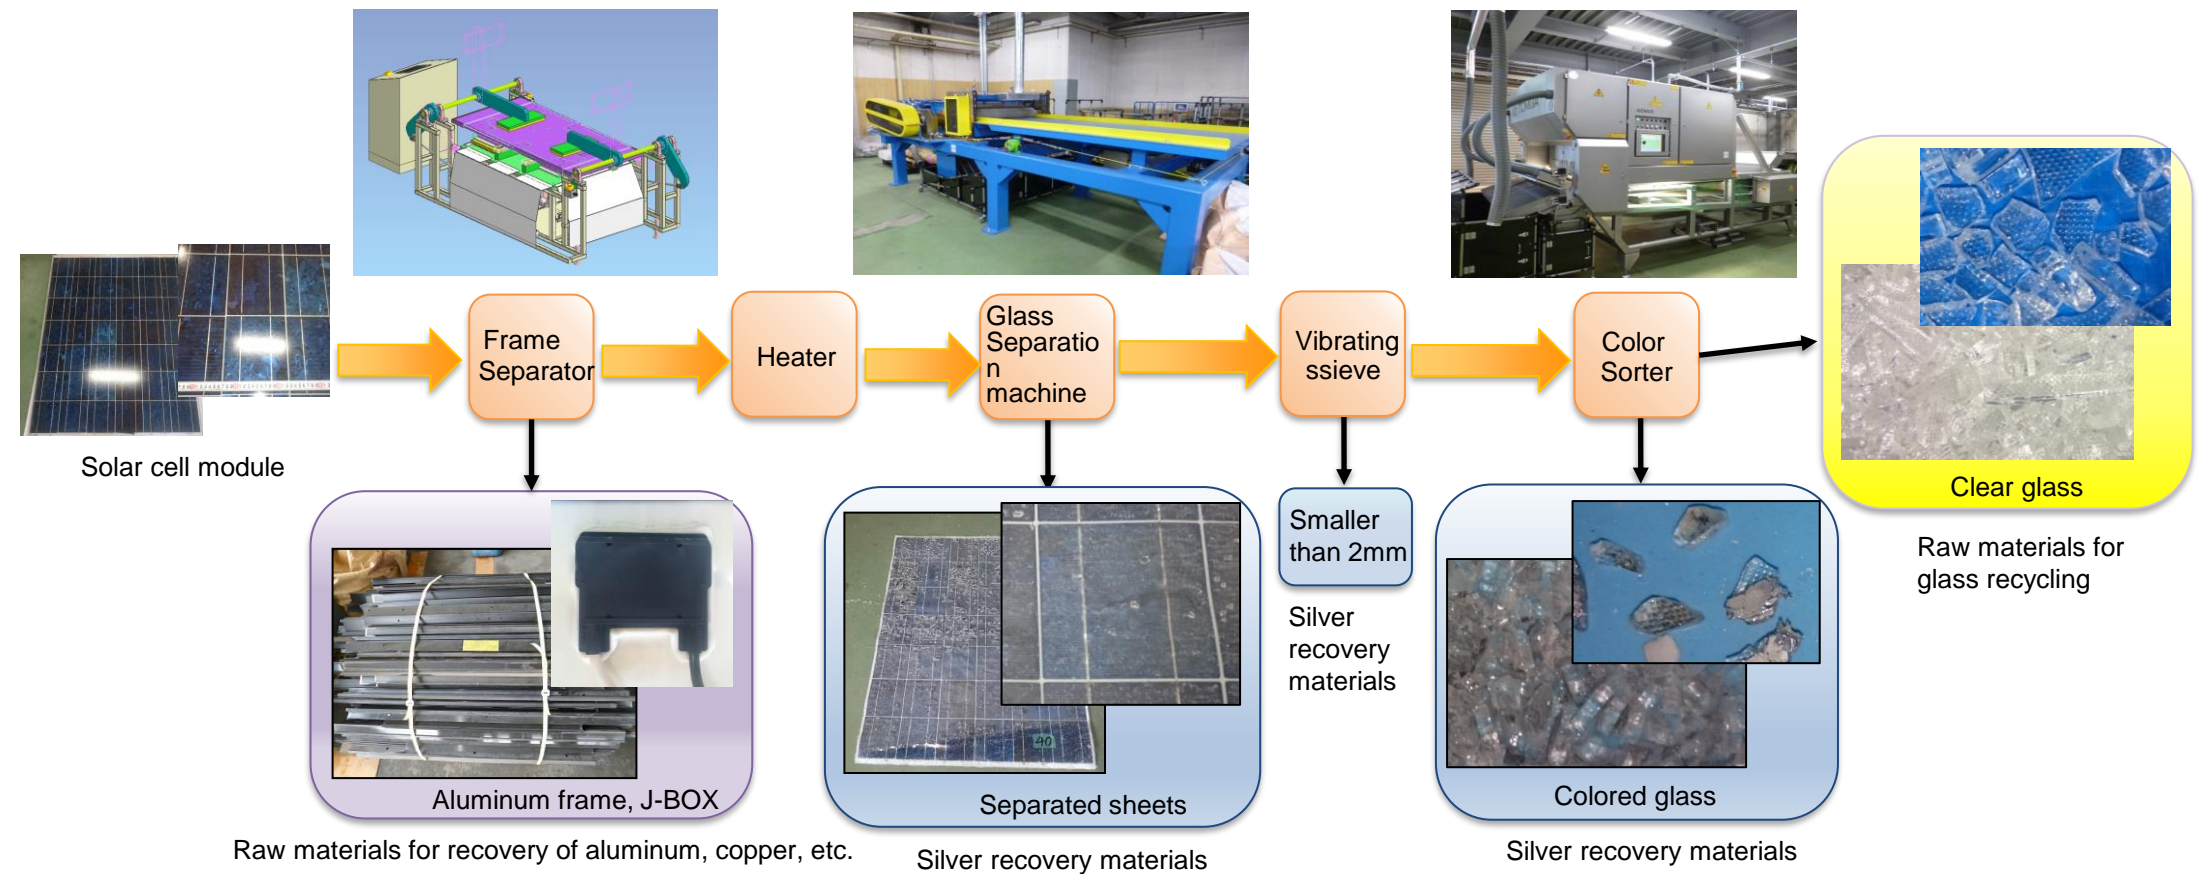 Solar cell module
Frame
Separator
Heater
Glass
Separatio
n
machine
Vibrating
ssieve
Color
Sorter
Clear glass
Raw materials for
glass recycling
Aluminum frame, J-BOX
Raw materials for recovery of aluminum, copper, etc.
40
Separated sheets
Silver recovery materials
Smaller
than 2mm
Silver
recovery
materials
Colored glass
Silver recovery materials